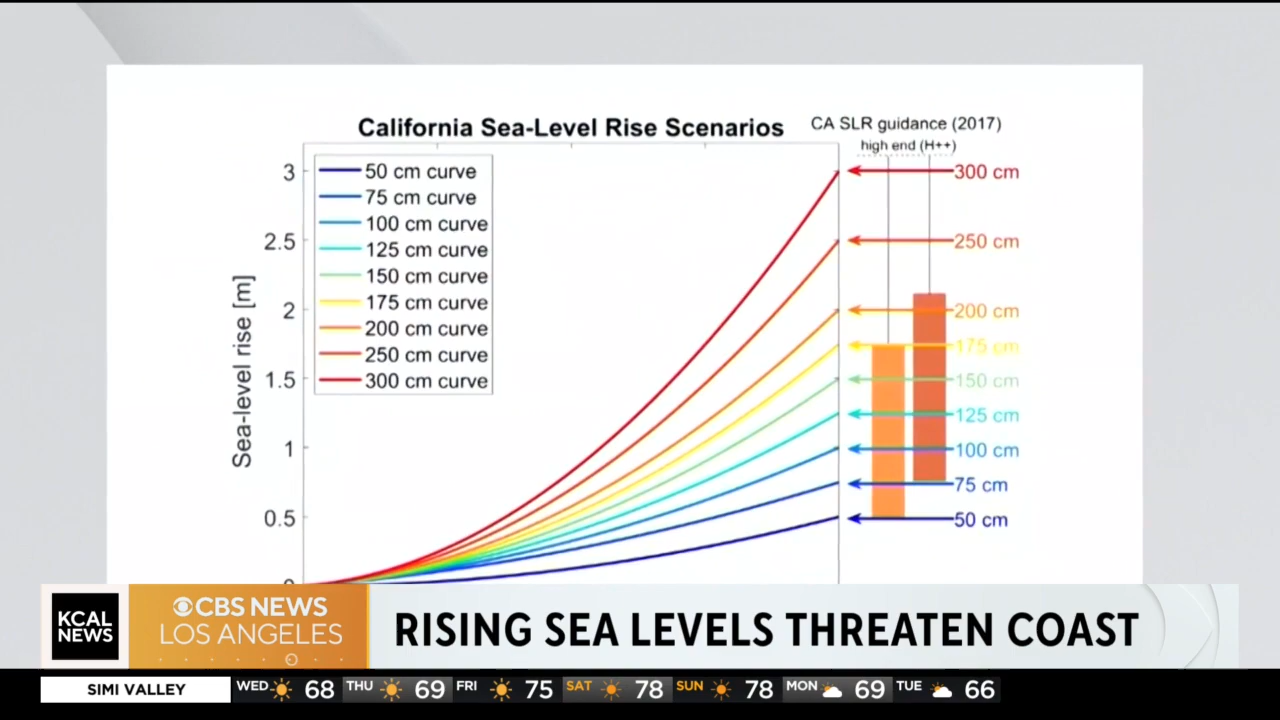 California Sea-Level Rise Scenarios
CA SLR guidance (2017)
high end (H++)
Sea-level rise [m]
3
2.5
2
1.5
1
0.5
0
50 cm curve
75 cm curve
100 cm curve
125 cm curve
150 cm curve
175 cm curve
200 cm curve
250 cm curve
300 cm curve
300 cm
250 cm
200 cm
175 cm
150 cm
125 cm
100 cm
75 cm
50 cm
KCAL
NEWS
CBS NEWS
LOS ANGELES
RISING SEA LEVELS THREATEN COAST
SIMI VALLEY WED 68 THU 69 FRI 75 SAT 78 SUN 78 MON 69 TUE 66